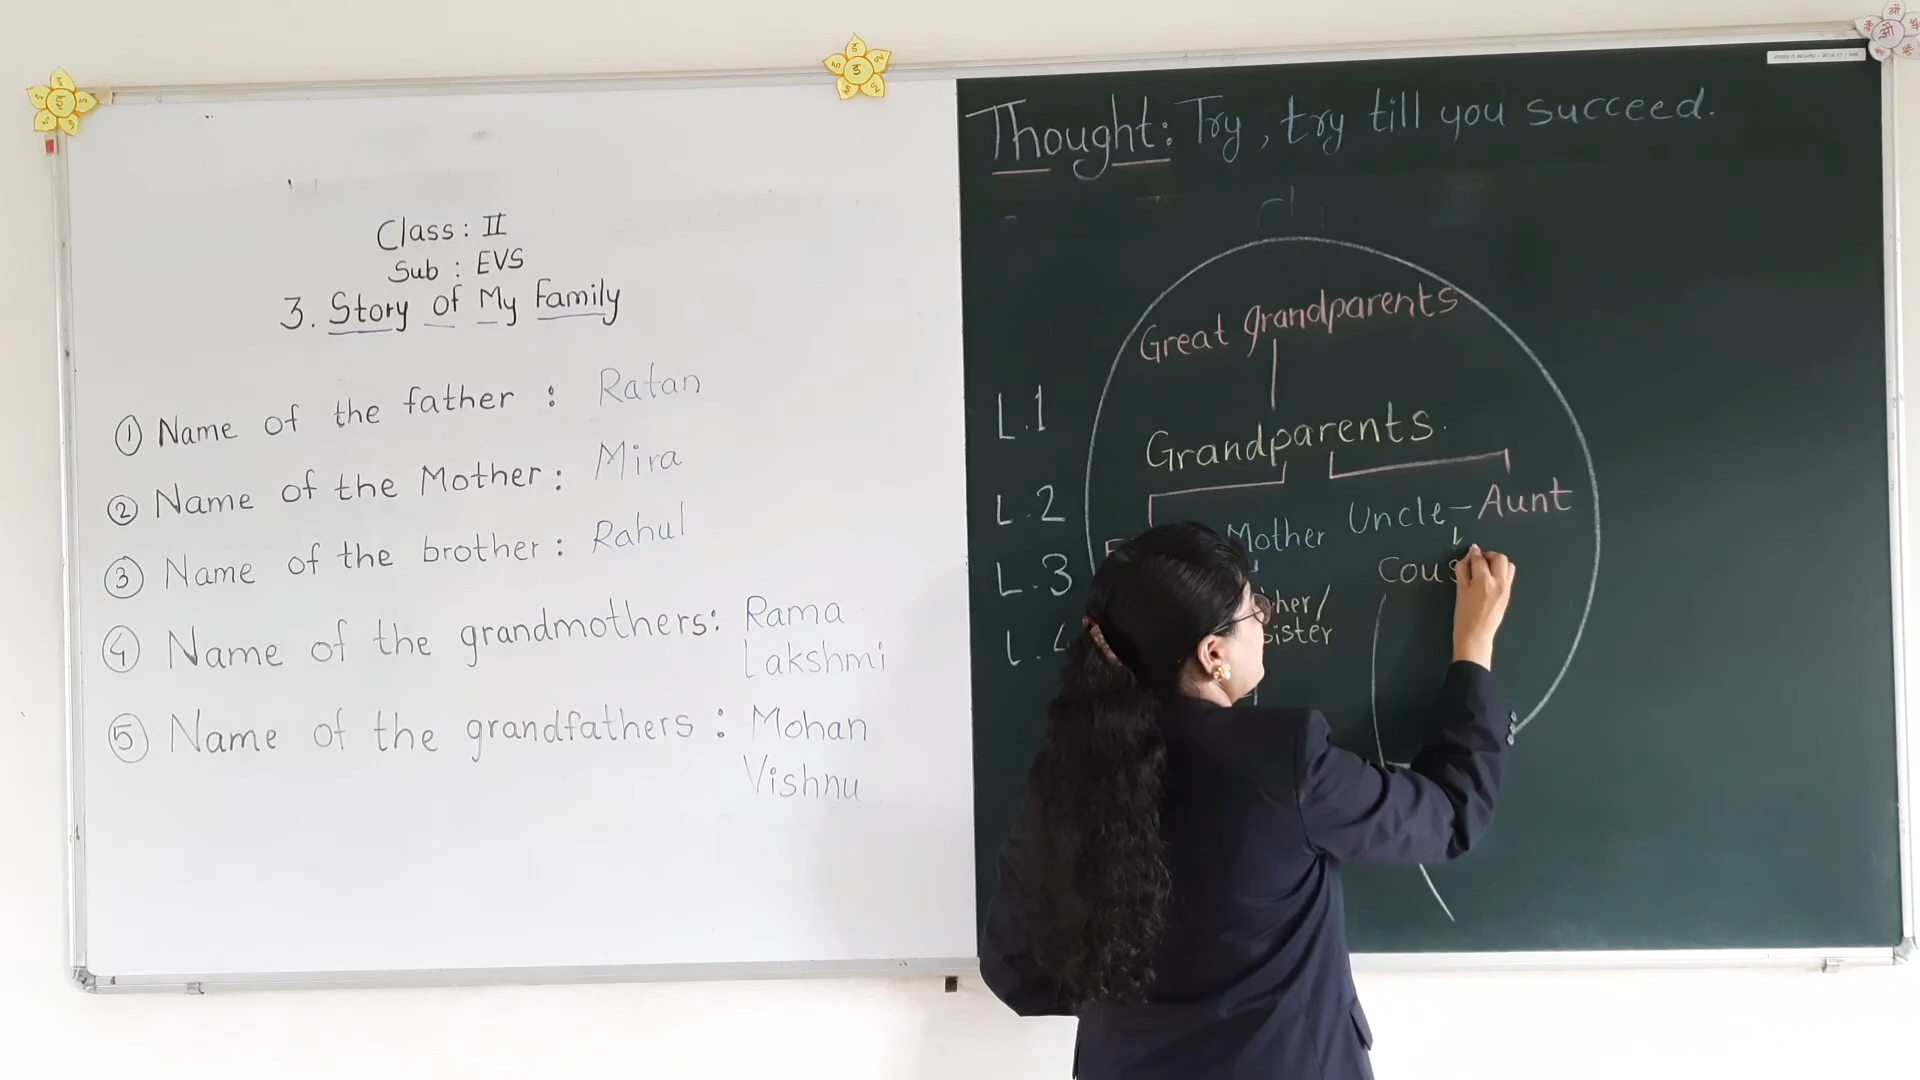 Class : II
Sub : EVS
3. Story of My Family
① Name of the father : Ratan
② Name of the Mother : Mira
③ Name of the brother : Rahul
④ Name of the grandmothers : Rama
Lakshmi
⑤ Name of the grandfathers : Mohan
Vishnu
Thought: Try, try till you succeed.
Great grandparents
L.1
Grandparents.
L.2
Mother Uncle - Aunt
L.3
sister